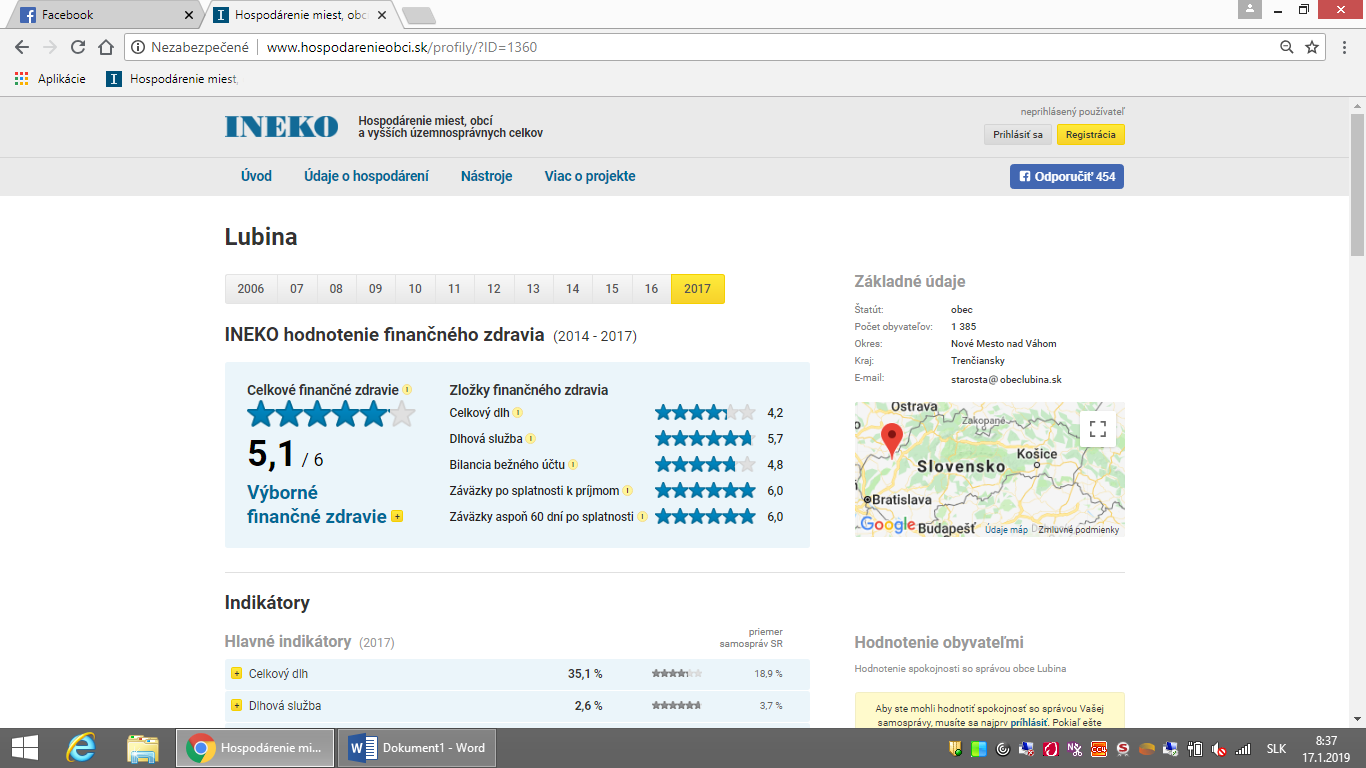 Facebook
Hospodárenie miest, obcí
Nezabezpečené
www.hospodarenieobci.sk/profily/?ID=1360
Aplikácie
Hospodárenie miest,
INEKO
Hospodárenie miest, obcí
a vyšších územnosprávnych celkov
neprihlásený používateľ
Prihlásiť sa
Registrácia
Úvod
Údaje o hospodárení
Nástroje
Viac o projekte
Odporučiť 454
Lubina
2006 07 08 09 10 11 12 13 14 15 16 2017
INEKO hodnotenie finančného zdravia (2014 - 2017)
Celkové finančné zdravie
5,1 / 6
Výborné
finančné zdravie
Zložky finančného zdravia
Celkový dlh 4,2
Dlhová služba 5,7
Bilancia bežného účtu 4,8
Záväzky po splatnosti k príjmom 6,0
Záväzky aspoň 60 dní po splatnosti 6,0
Základné údaje
Štatút: obec
Počet obyvateľov: 1 385
Okres: Nové Mesto nad Váhom
Kraj: Trenčiansky
E-mail: starosta@obeclubina.sk
Ostrava
Zakopane
Košice
Slovensko
Bratislava
Google
Budapešť
Údaje máp
Zmluvné podmienky
Indikátory
Hlavné indikátory (2017)
priemer
samospráv SR
Celkový dlh 35,1 % 18,9 %
Dlhová služba 2,6 % 3,7 %
Hodnotenie obyvateľmi
Hodnotenie spokojnosti so správou obce Lubina
Aby ste mohli hodnotiť spokojnosť so správou Vašej
samosprávy, musíte sa najprv prihlásiť. Pokiaľ ešte
Hospodárenie mi...
Dokument1 - Word
SLK
8:37
17.1.2019